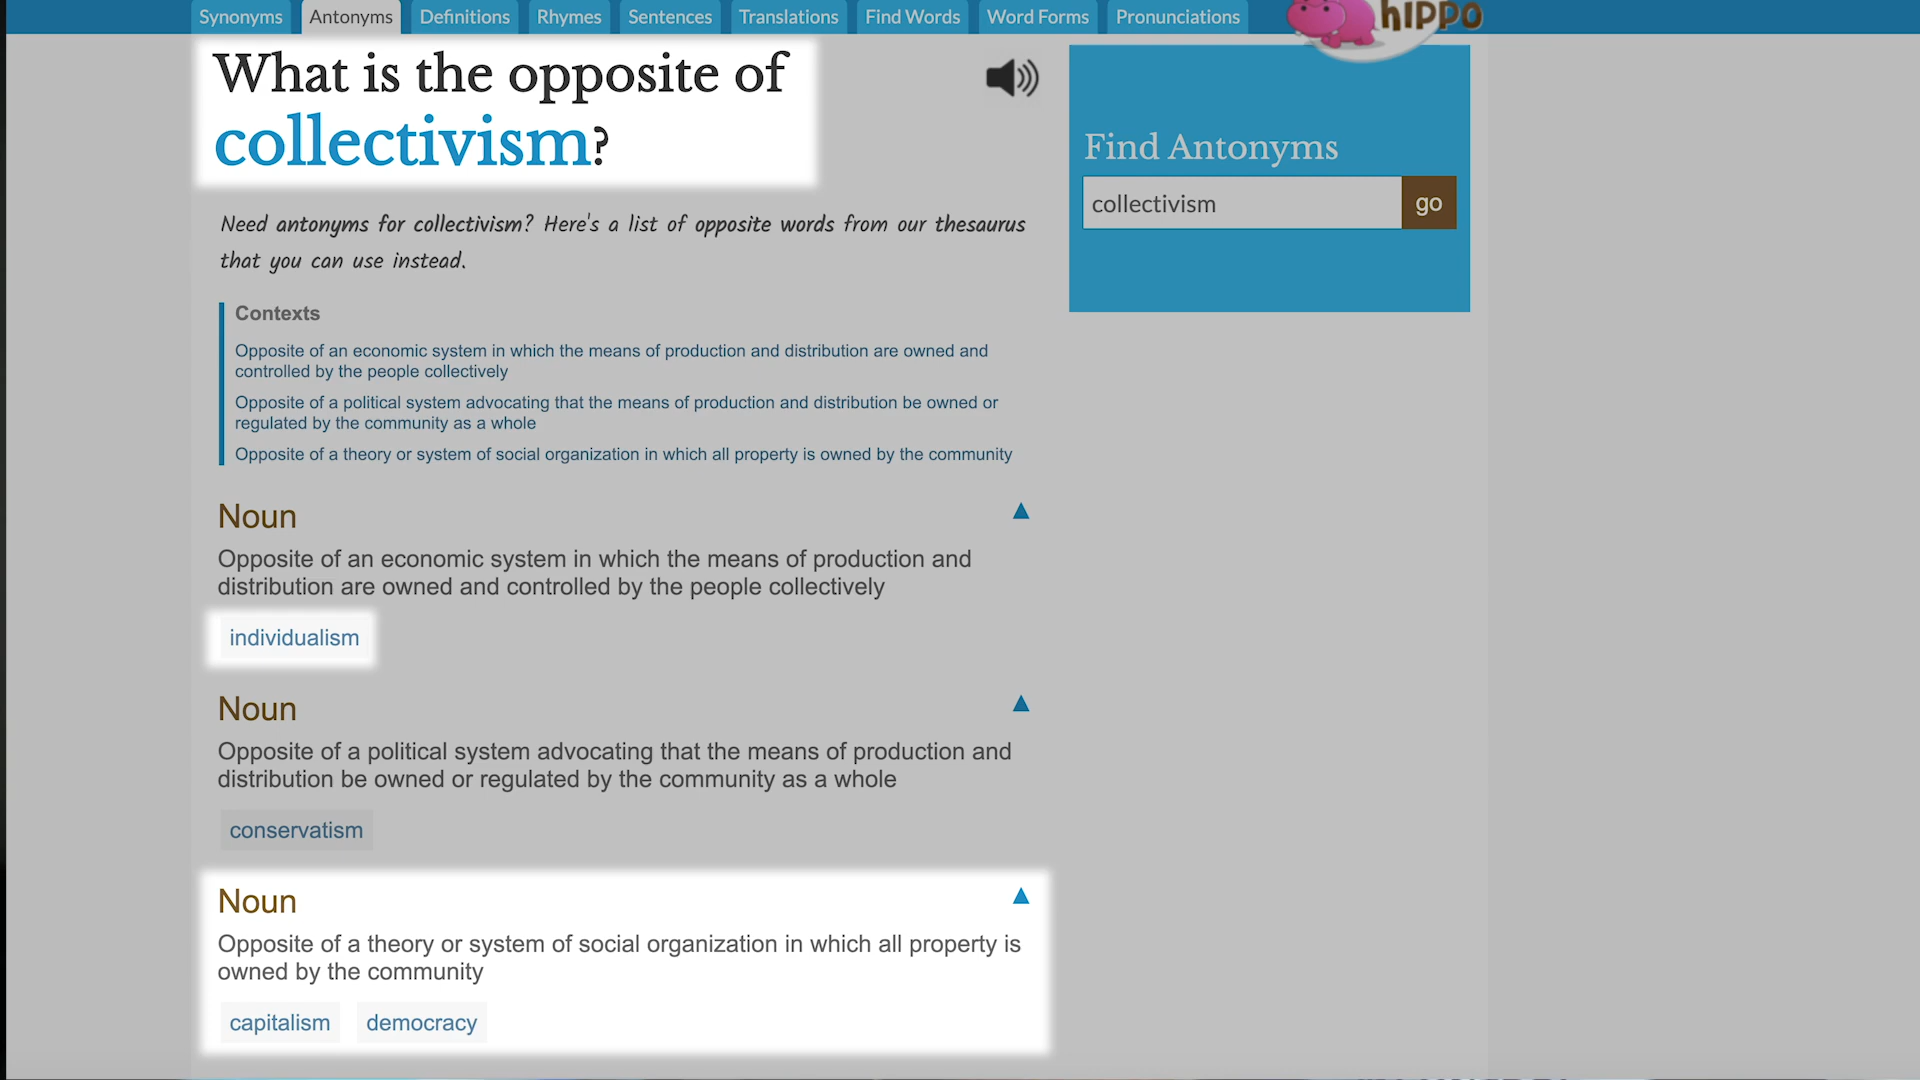 Synonyms Antonyms Definitions Rhymes Sentences Translations Find Words Word Forms Pronunciations
hippo
What is the opposite of
collectivism?
Find Antonyms
collectivism go
Need antonyms for collectivism? Here's a list of opposite words from our thesaurus
that you can use instead.
Contexts
Opposite of an economic system in which the means of production and distribution are owned and
controlled by the people collectively
Opposite of a political system advocating that the means of production and distribution be owned or
regulated by the community as a whole
Opposite of a theory or system of social organization in which all property is owned by the community
Noun
Opposite of an economic system in which the means of production and
distribution are owned and controlled by the people collectively
individualism
Noun
Opposite of a political system advocating that the means of production and
distribution be owned or regulated by the community as a whole
conservatism
Noun
Opposite of a theory or system of social organization in which all property is
owned by the community
capitalism democracy